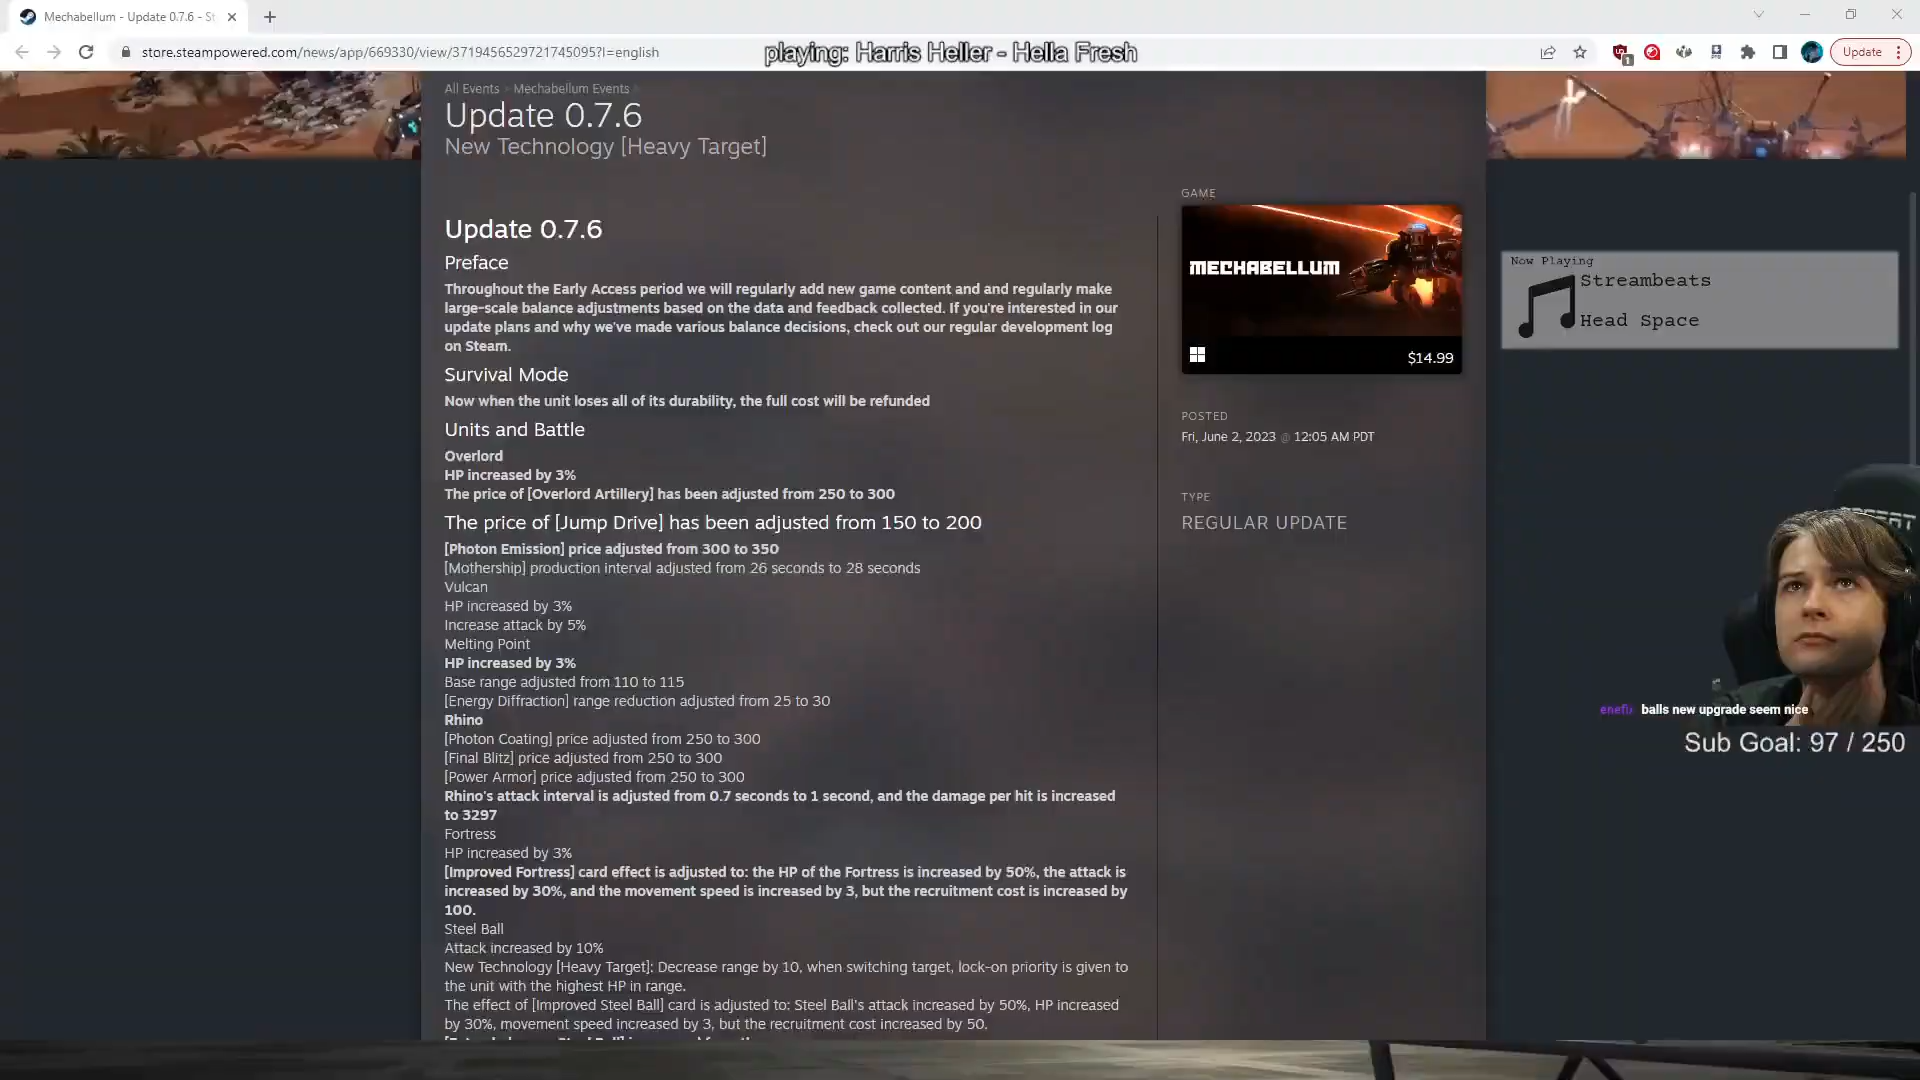 Mechabellum - Update 0.7.6 - St
store.steampowered.com/news/app/669330/view/3719456529721745095?l=english
playing: Harris Heller - Hella Fresh
Update
All Events > Mechabellum Events
Update 0.7.6
New Technology [Heavy Target]
Update 0.7.6
Preface
Throughout the Early Access period we will regularly add new game content and and regularly make
large-scale balance adjustments based on the data and feedback collected. If you're interested in our
update plans and why we've made various balance decisions, check out our regular development log
on Steam.
Survival Mode
Now when the unit loses all of its durability, the full cost will be refunded
Units and Battle
Overlord
HP increased by 3%
The price of [Overlord Artillery] has been adjusted from 250 to 300
The price of [Jump Drive] has been adjusted from 150 to 200
[Photon Emission] price adjusted from 300 to 350
[Mothership] production interval adjusted from 26 seconds to 28 seconds
Vulcan
HP increased by 3%
Increase attack by 5%
Melting Point
HP increased by 3%
Base range adjusted from 110 to 115
[Energy Diffraction] range reduction adjusted from 25 to 30
Rhino
[Photon Coating] price adjusted from 250 to 300
[Final Blitz] price adjusted from 250 to 300
[Power Armor] price adjusted from 250 to 300
Rhino's attack interval is adjusted from 0.7 seconds to 1 second, and the damage per hit is increased
to 3297
Fortress
HP increased by 3%
[Improved Fortress] card effect is adjusted to: the HP of the Fortress is increased by 50%, the attack is
increased by 30%, and the movement speed is increased by 3, but the recruitment cost is increased by
100.
Steel Ball
Attack increased by 10%
New Technology [Heavy Target]: Decrease range by 10, when switching target, lock-on priority is given to
the unit with the highest HP in range.
The effect of [Improved Steel Ball] card is adjusted to: Steel Ball's attack increased by 50%, HP increased
by 30%, movement speed increased by 3, but the recruitment cost increased by 50.
GAME
MECHABELLUM
$14.99
POSTED
Fri, June 2, 2023 @ 12:05 AM PDT
TYPE
REGULAR UPDATE
Now Playing
Streambeats
Head Space
balls new upgrade seem nice
Sub Goal: 97 / 250